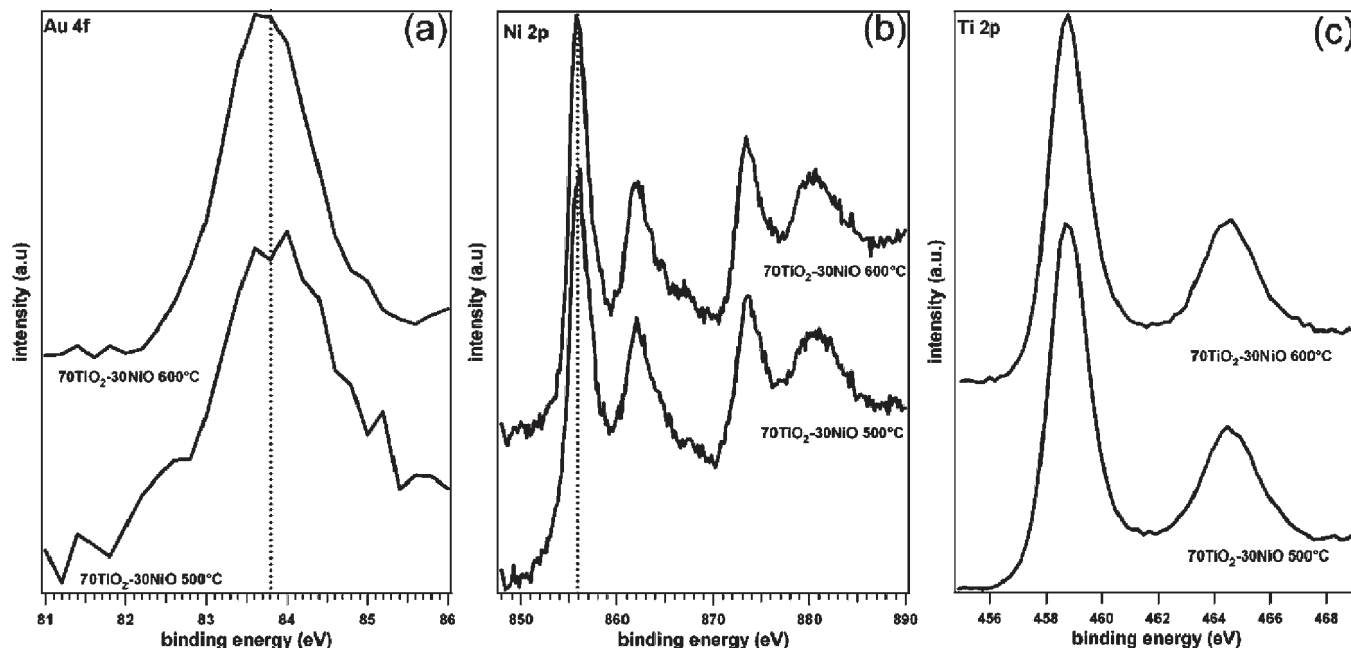 Au 4f
(a)
intensity (a.u)
70TiO₂-30NiO 600°C
70TiO₂-30NiO 500°C
81 82 83 84 85 86
binding energy (eV)
Ni 2p
(b)
intensity (a.u)
70TiO₂-30NiO 600°C
70TiO₂-30NiO 500°C
850 860 870 880 890
binding energy (eV)
Ti 2p
(c)
intensity (a.u.)
70TiO₂-30NiO 600°C
70TiO₂-30NiO 500°C
456 458 460 462 464 466 468
binding energy (eV)